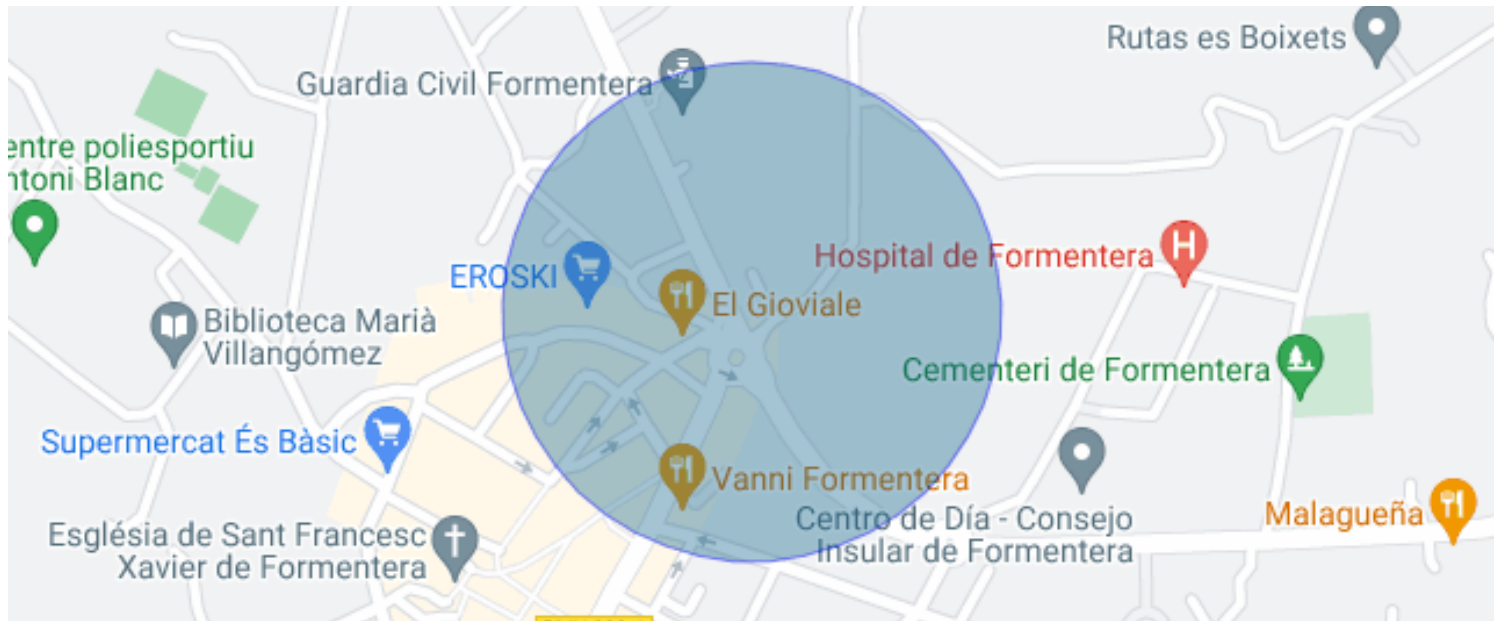 Rutas es Boixets
Guardia Civil Formentera
entre poliesportiu
ntoni Blanc
Hospital de Formentera
H
EROSKI
El Gioviale
Biblioteca Marià
Villangómez
Cementeri de Formentera
Supermercat És Bàsic
Vanni Formentera
Centro de Día - Consejo
Insular de Formentera
Malagueña
Església de Sant Francesc
Xavier de Formentera